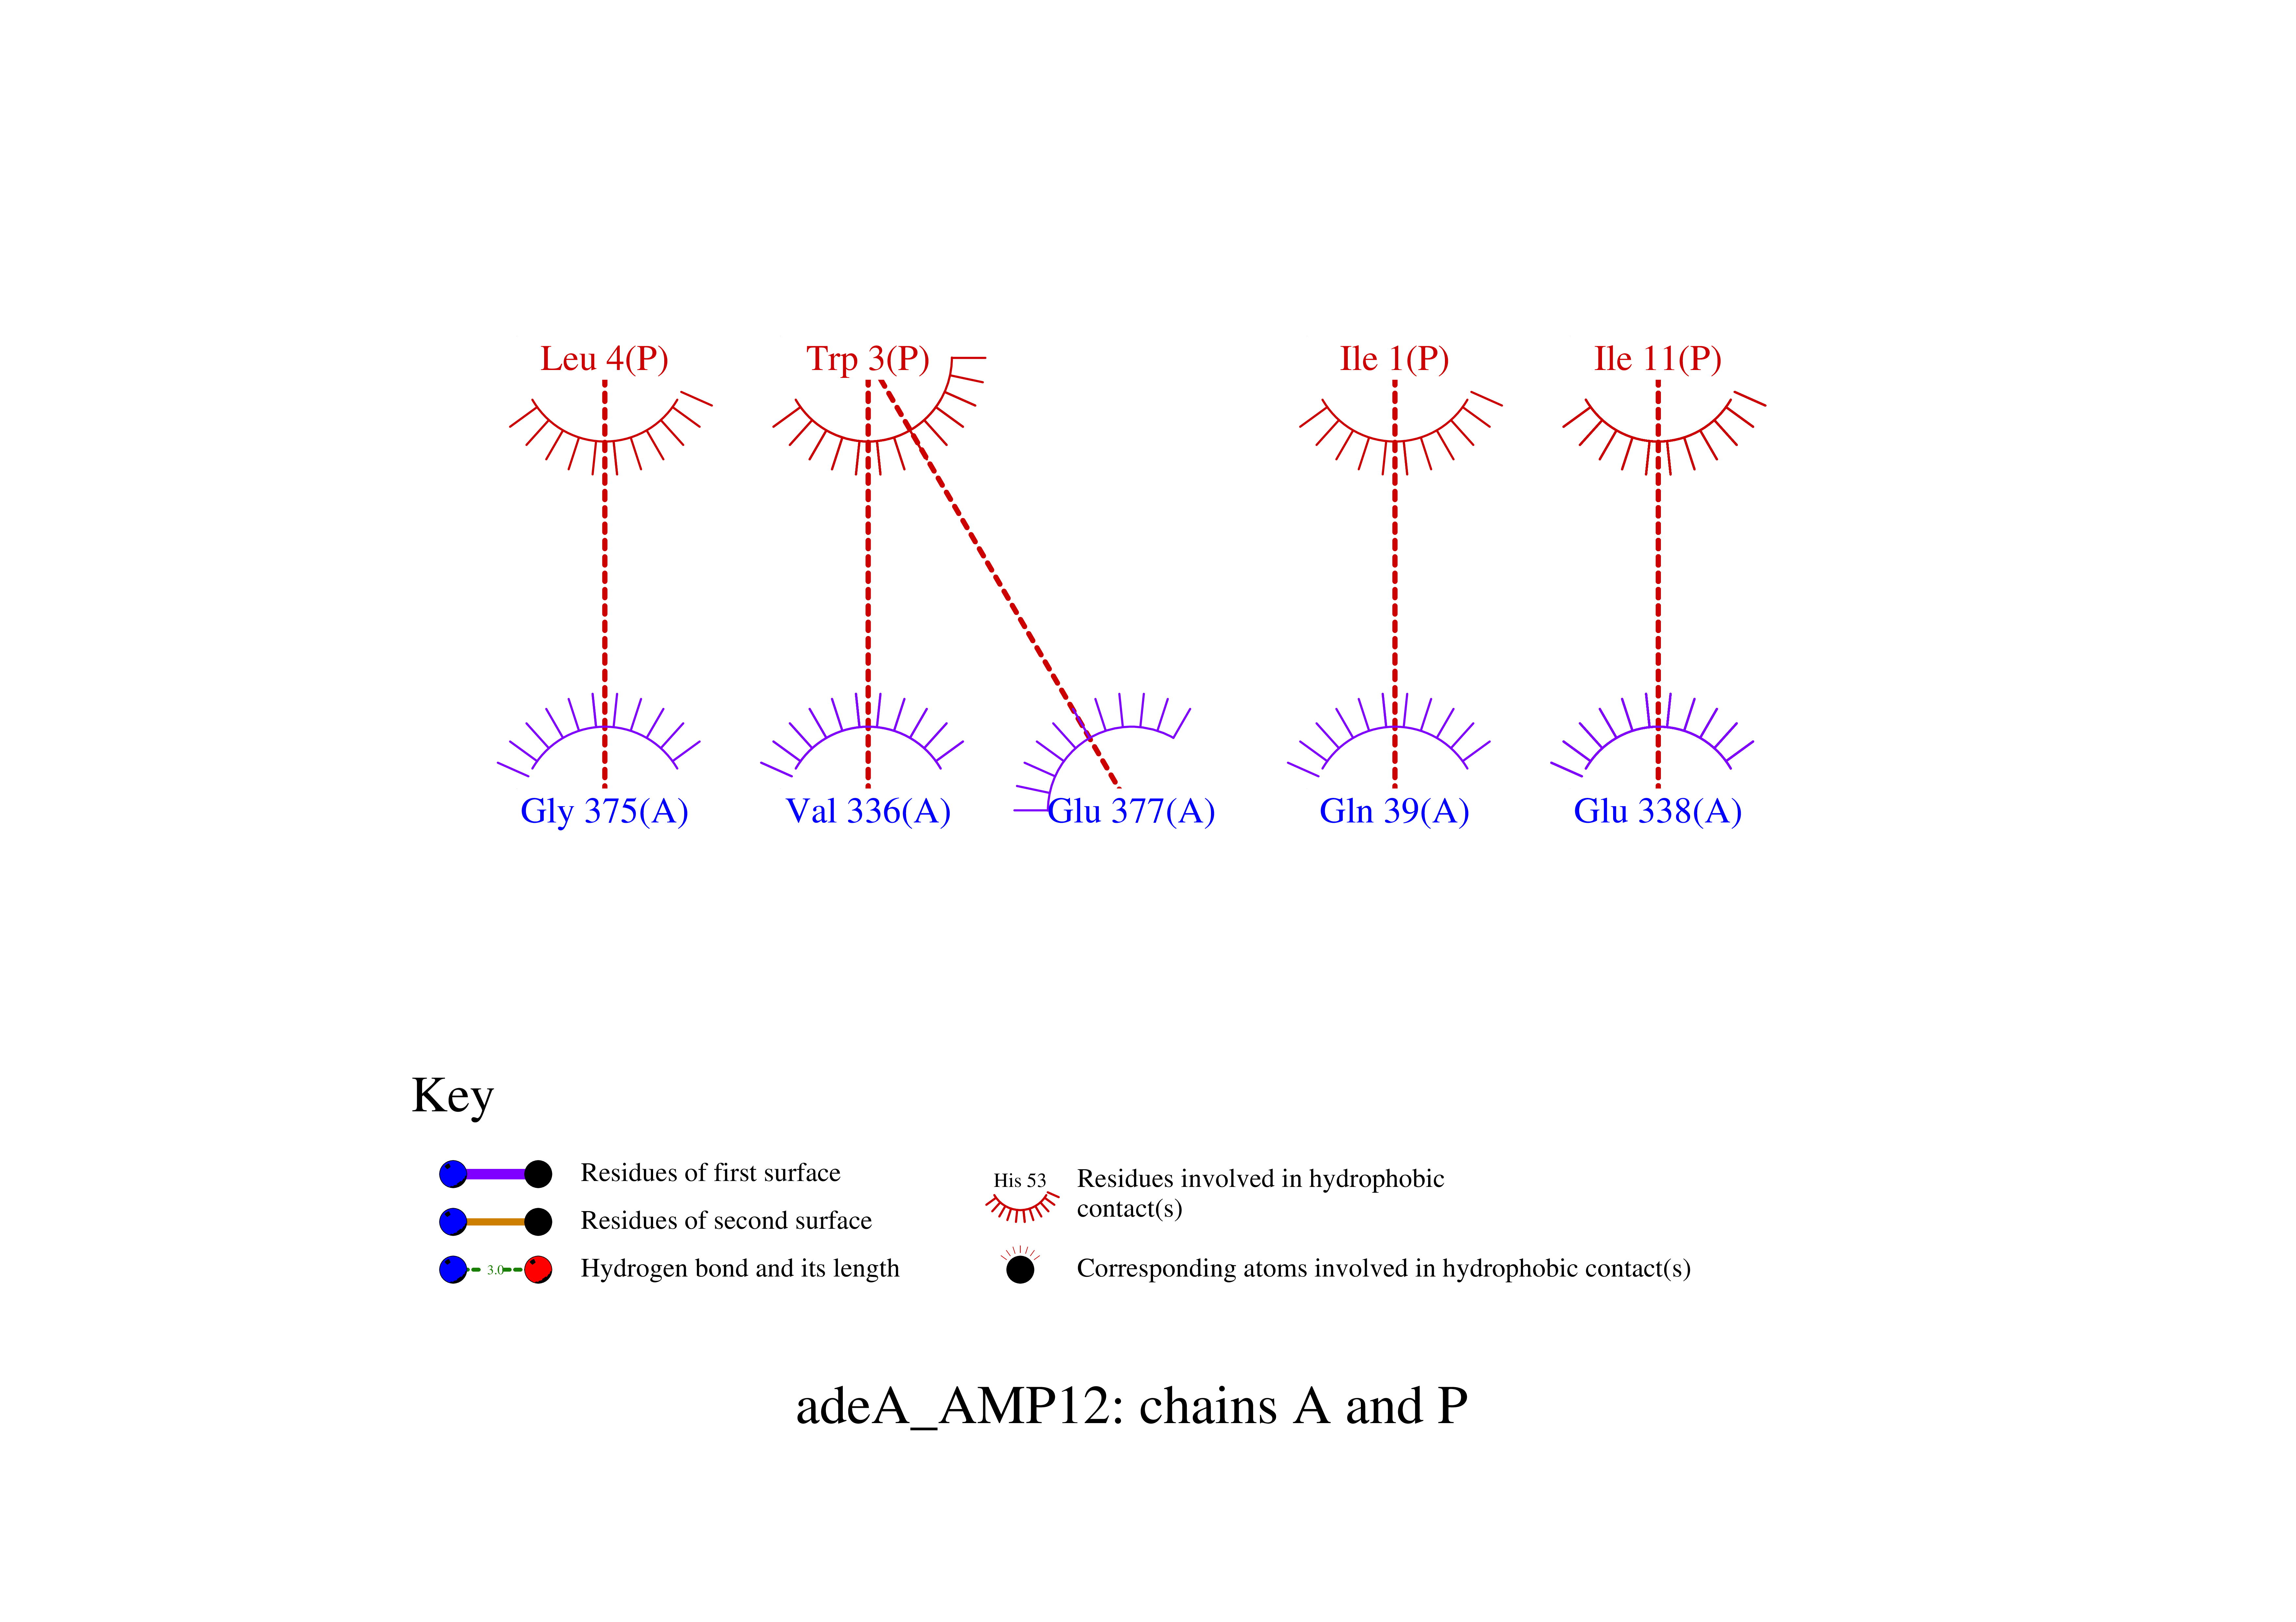 Leu 4(P) Trp 3(P) Ile 1(P) Ile 11(P)
Gly 375(A) Val 336(A) Glu 377(A) Gln 39(A) Glu 338(A)
Key
Residues of first surface
Residues of second surface
3.0 Hydrogen bond and its length
His 53 Residues involved in hydrophobic
contact(s)
Corresponding atoms involved in hydrophobic contact(s)
adeA_AMP12: chains A and P